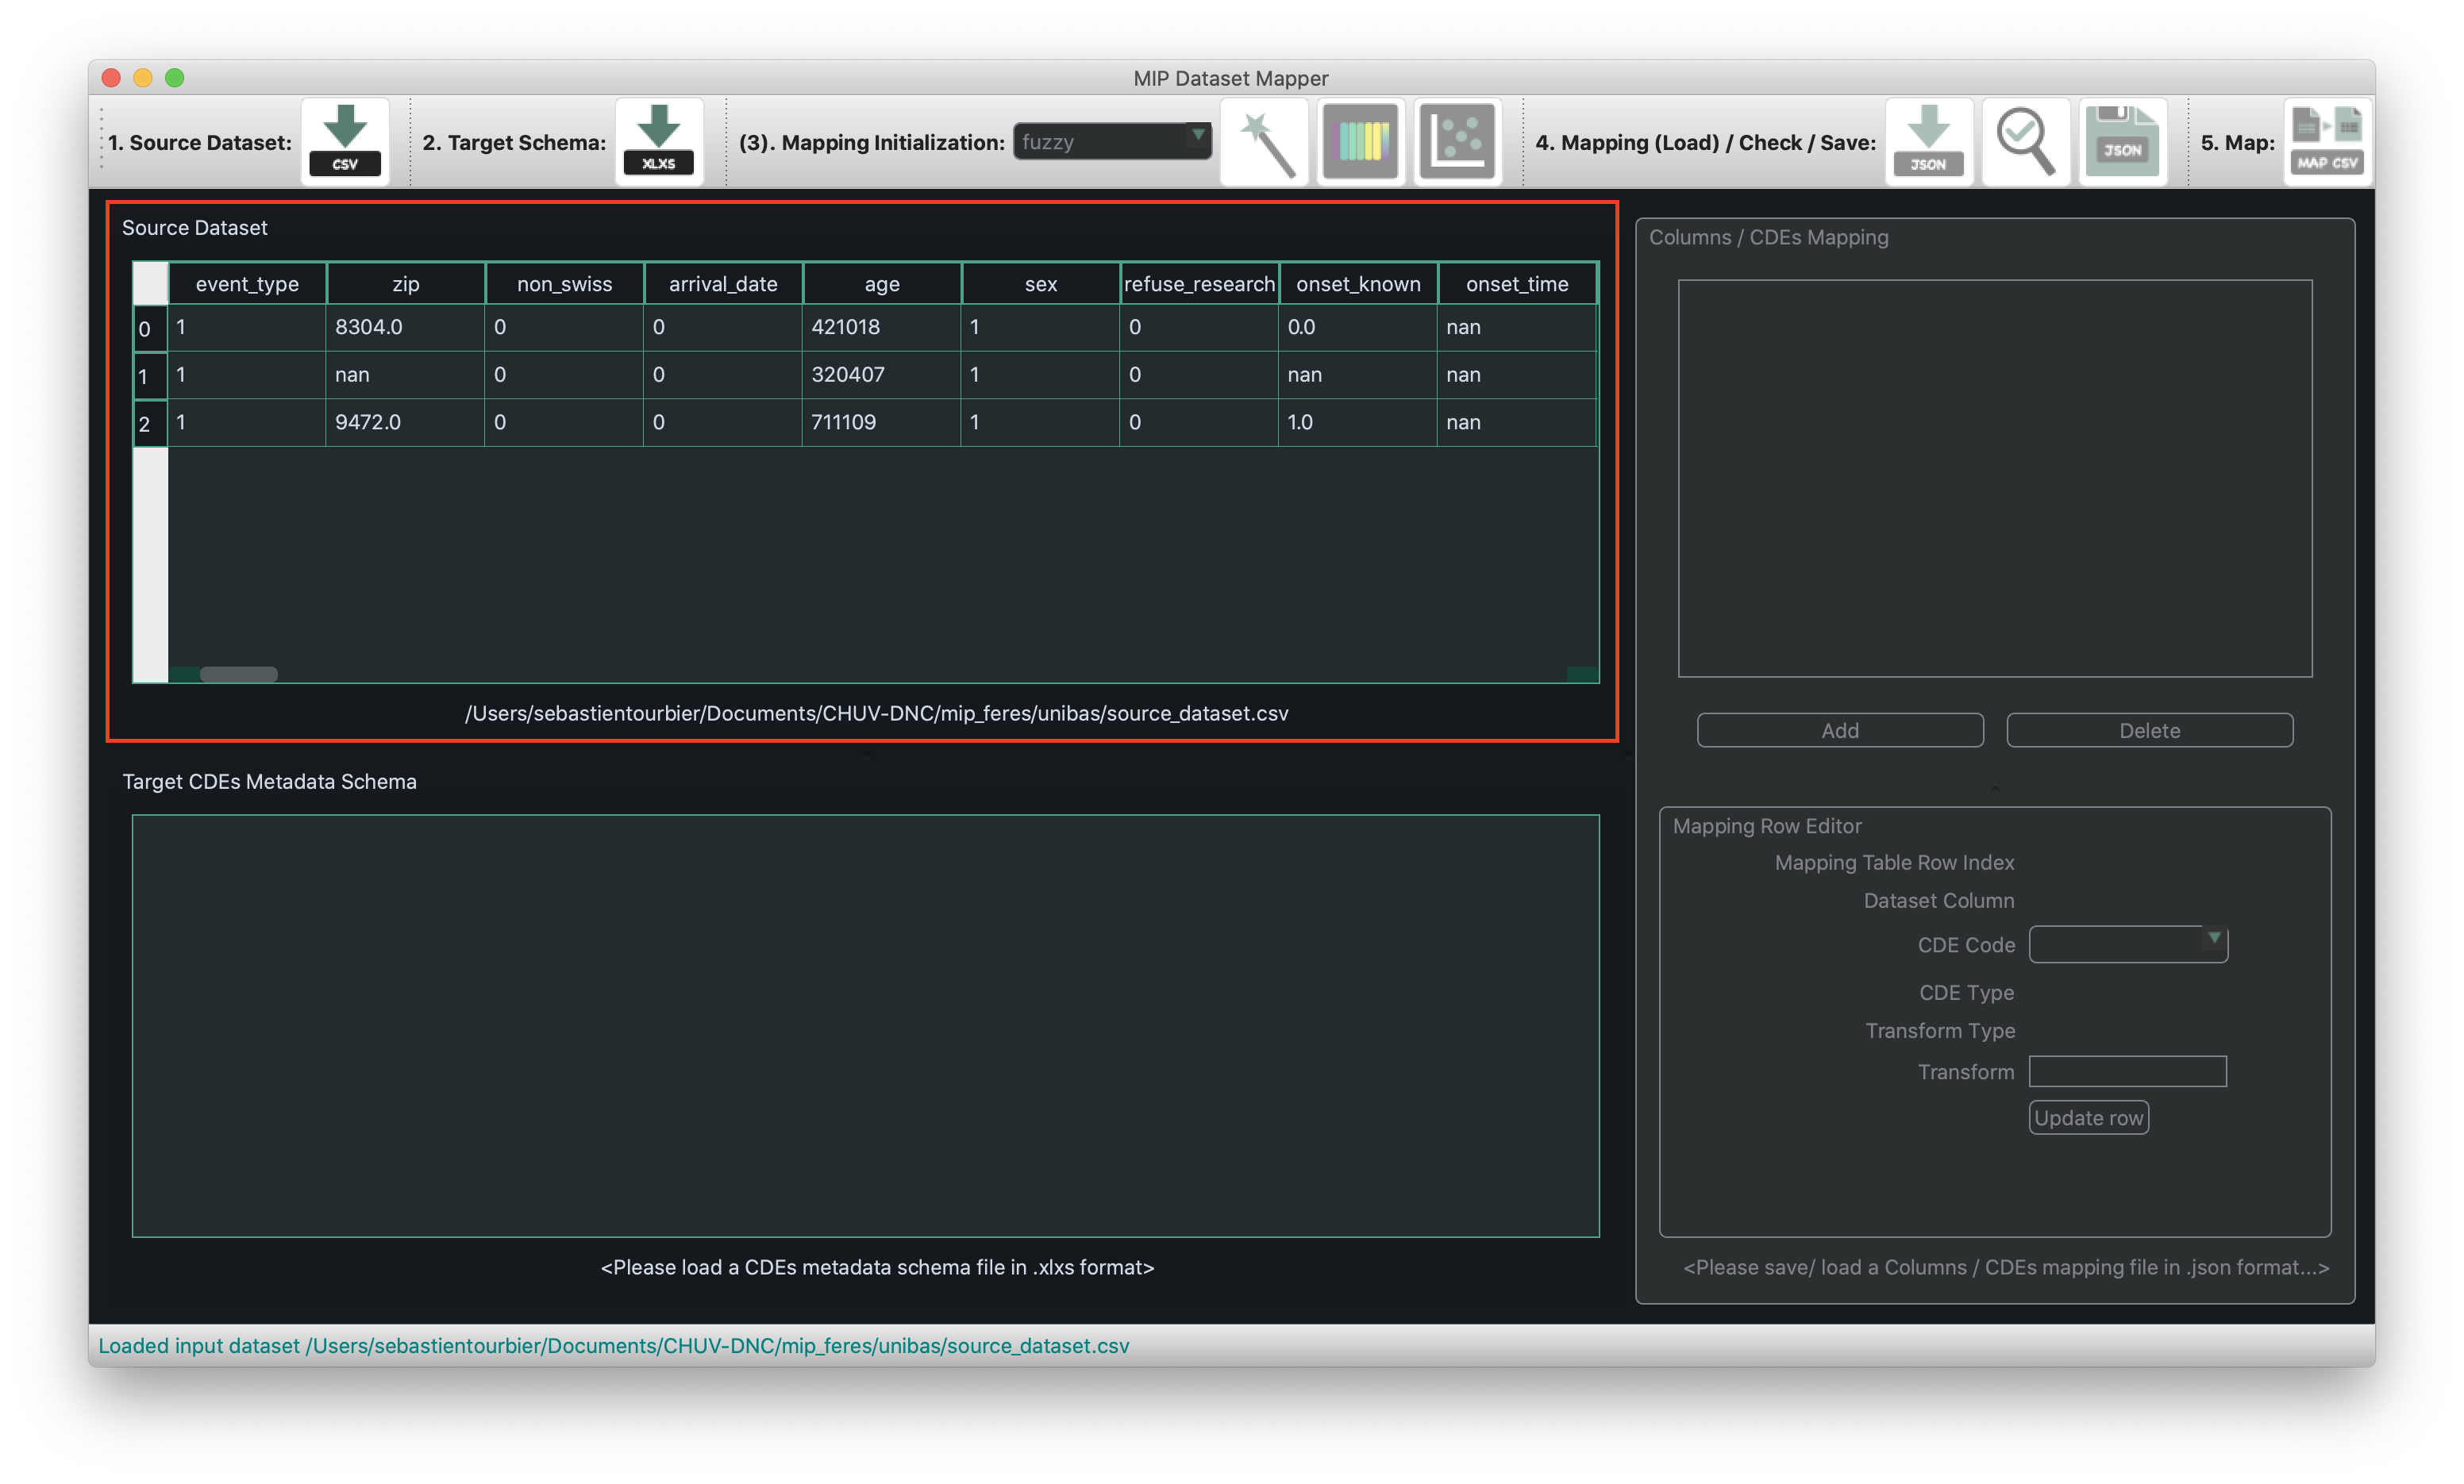 MIP Dataset Mapper
1. Source Dataset: CSV 2. Target Schema: XLXS (3). Mapping Initialization: fuzzy 4. Mapping (Load) / Check / Save: JSON JSON 5. Map: MAP CSV
Source Dataset
event_type zip non_swiss arrival_date age sex refuse_research onset_known onset_time
0 1 8304.0 0 0 421018 1 0 0.0 nan
1 1 nan 0 0 320407 1 0 nan nan
2 1 9472.0 0 0 711109 1 0 1.0 nan
/Users/sebastientourbier/Documents/CHUV-DNC/mip_feres/unibas/source_dataset.csv
Target CDEs Metadata Schema
<Please load a CDEs metadata schema file in .xlxs format>
Columns / CDEs Mapping
Add Delete
Mapping Row Editor
Mapping Table Row Index
Dataset Column
CDE Code
CDE Type
Transform Type
Transform
Update row
<Please save/ load a Columns / CDEs mapping file in .json format...>
Loaded input dataset /Users/sebastientourbier/Documents/CHUV-DNC/mip_feres/unibas/source_dataset.csv